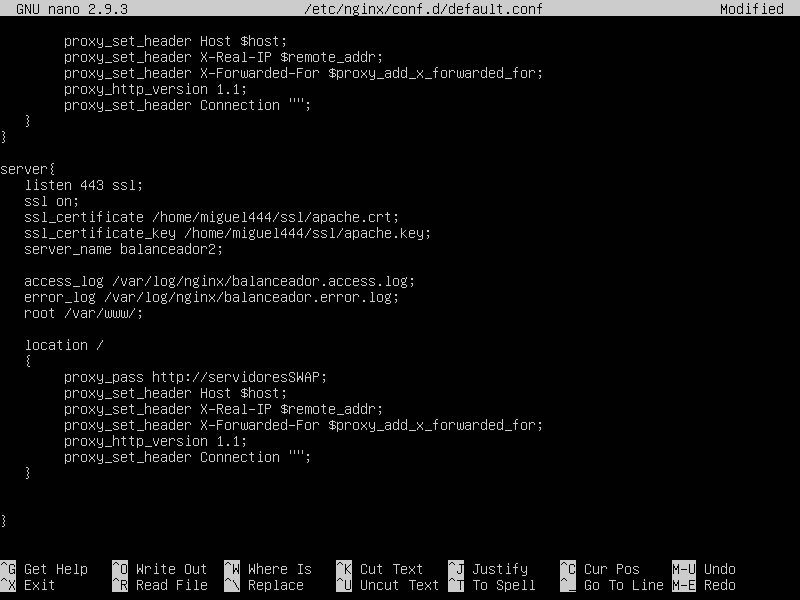 GNU nano 2.9.3 /etc/nginx/conf.d/default.conf Modified
proxy_set_header Host $host;
proxy_set_header X-Real-IP $remote_addr;
proxy_set_header X-Forwarded-For $proxy_add_x_forwarded_for;
proxy_http_version 1.1;
proxy_set_header Connection "";
}
}
server{
listen 443 ssl;
ssl on;
ssl_certificate /home/miguel444/ssl/apache.crt;
ssl_certificate_key /home/miguel444/ssl/apache.key;
server_name balanceador2;
access_log /var/log/nginx/balanceador.access.log;
error_log /var/log/nginx/balanceador.error.log;
root /var/www/;
location /
{
proxy_pass http://servidoresSWAP;
proxy_set_header Host $host;
proxy_set_header X-Real-IP $remote_addr;
proxy_set_header X-Forwarded-For $proxy_add_x_forwarded_for;
proxy_http_version 1.1;
proxy_set_header Connection "";
}
}
^G Get Help ^O Write Out ^W Where Is ^K Cut Text ^J Justify ^C Cur Pos M-U Undo
^X Exit ^R Read File ^\ Replace ^U Uncut Text ^T To Spell ^_ Go To Line M-E Redo